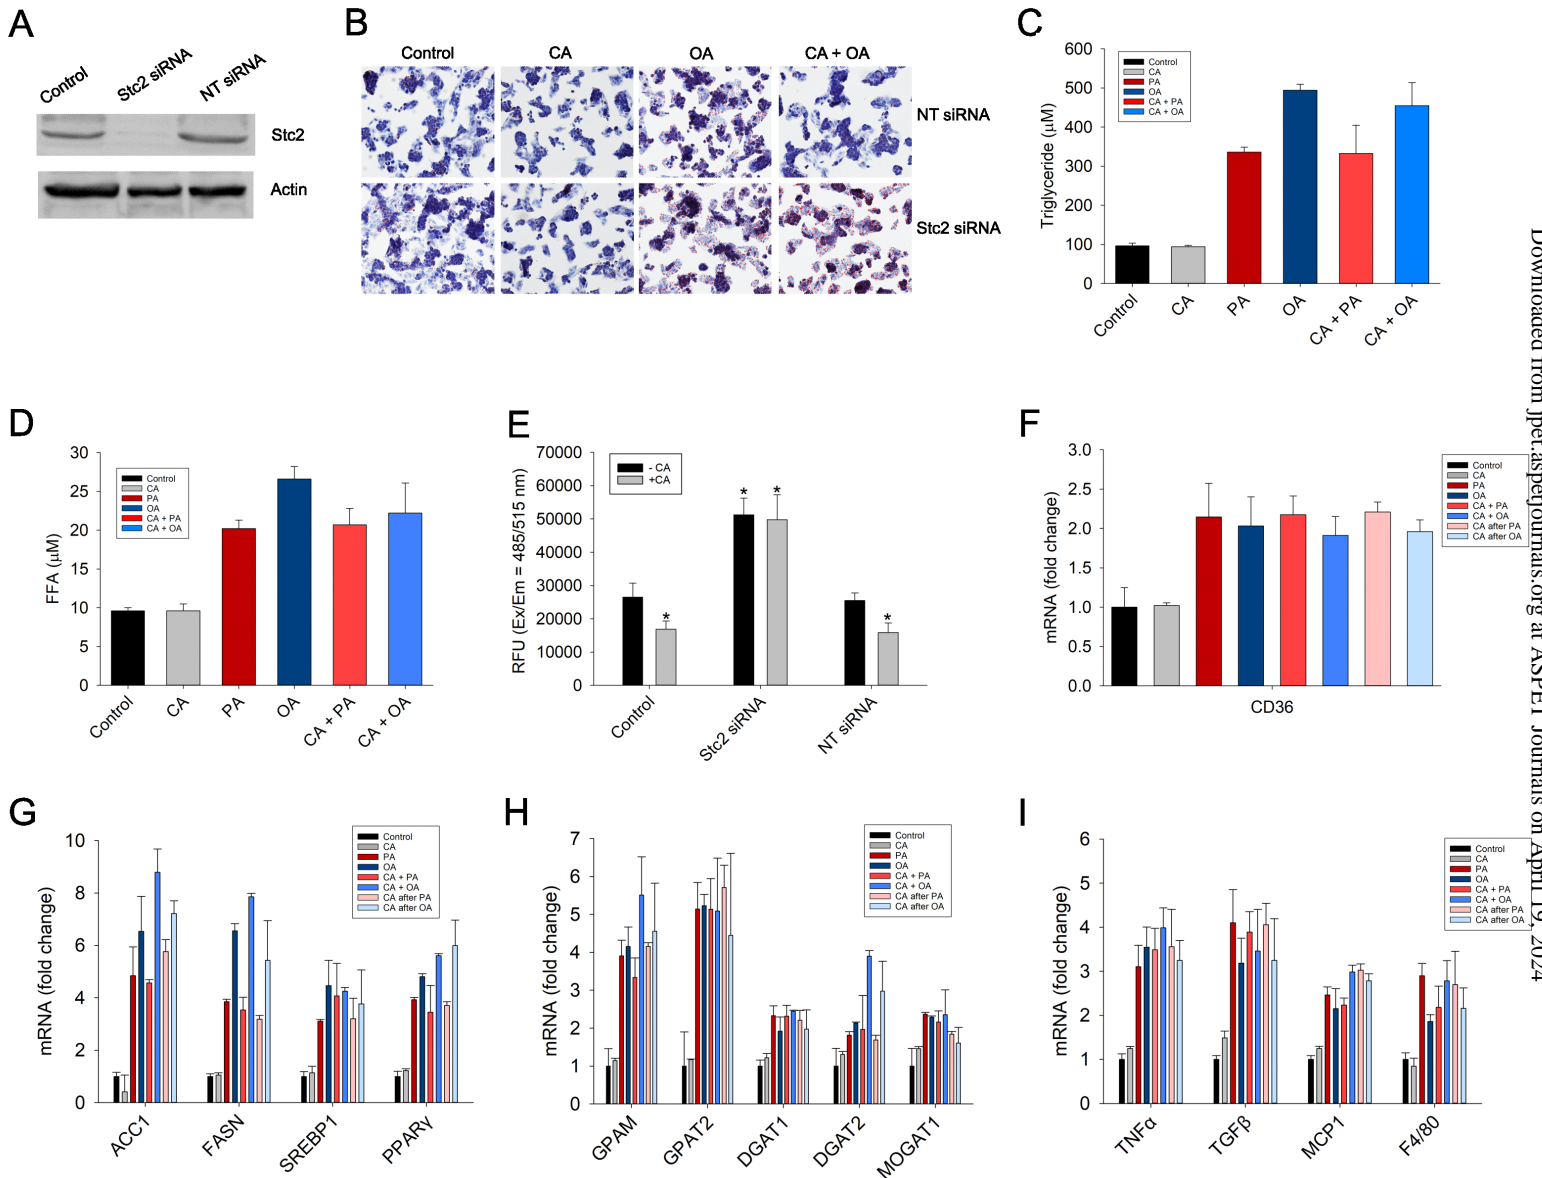 A
Control
Stc2 siRNA
NT siRNA
Stc2
Actin
B
Control CA OA CA + OA
NT siRNA
Stc2 siRNA
C
Triglyceride (μM)
600
500
400
300
200
100
0
Control
CA
PA
OA
CA + PA
CA + OA
Control
CA
PA
OA
CA + PA
CA + OA
D
FFA (μM)
30
25
20
15
10
5
0
Control
CA
PA
OA
CA + PA
CA + OA
Control
CA
PA
OA
CA + PA
CA + OA
E
RFU (Ex/Em = 485/515 nm)
70000
60000
50000
40000
30000
20000
10000
0
- CA
+CA
*
*
*
*
Control
Stc2 siRNA
NT siRNA
F
mRNA (fold change)
3.0
2.5
2.0
1.5
1.0
0.5
0.0
Control
CA
PA
OA
CA + PA
CA + OA
CA after PA
CA after OA
CD36
G
mRNA (fold change)
10
8
6
4
2
0
Control
CA
PA
OA
CA + PA
CA + OA
CA after PA
CA after OA
ACC1
FASN
SREBP1
PPARγ
H
mRNA (fold change)
7
6
5
4
3
2
1
0
Control
CA
PA
OA
CA + PA
CA + OA
CA after PA
CA after OA
GPAM
GPAT2
DGAT1
DGAT2
MOGAT1
I
mRNA (fold change)
6
5
4
3
2
1
0
Control
CA
PA
OA
CA + PA
CA + OA
CA after PA
CA after OA
TNFα
TGFβ
MCP1
F4/80
Downloaded from jpet.aspetjournals.org at ASPET Journals on April 19, 2024